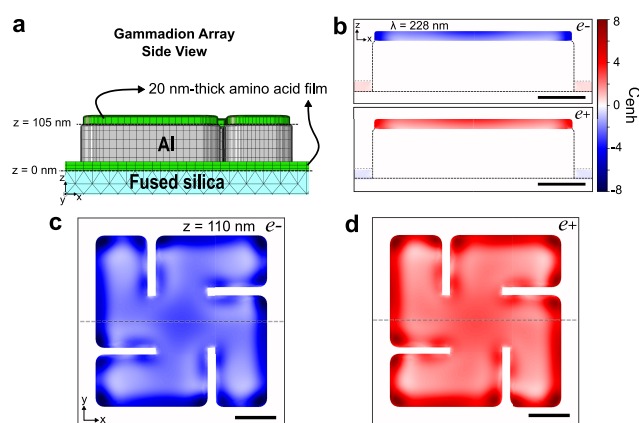 a
Gammadion Array
Side View
20 nm-thick amino acid film
z = 105 nm
Al
z = 0 nm
Fused silica
z
y
x
b
z
x
λ = 228 nm
e-
e+
8
4
0
-4
-8
Cenh
c
z = 110 nm
e-
y
x
d
e+